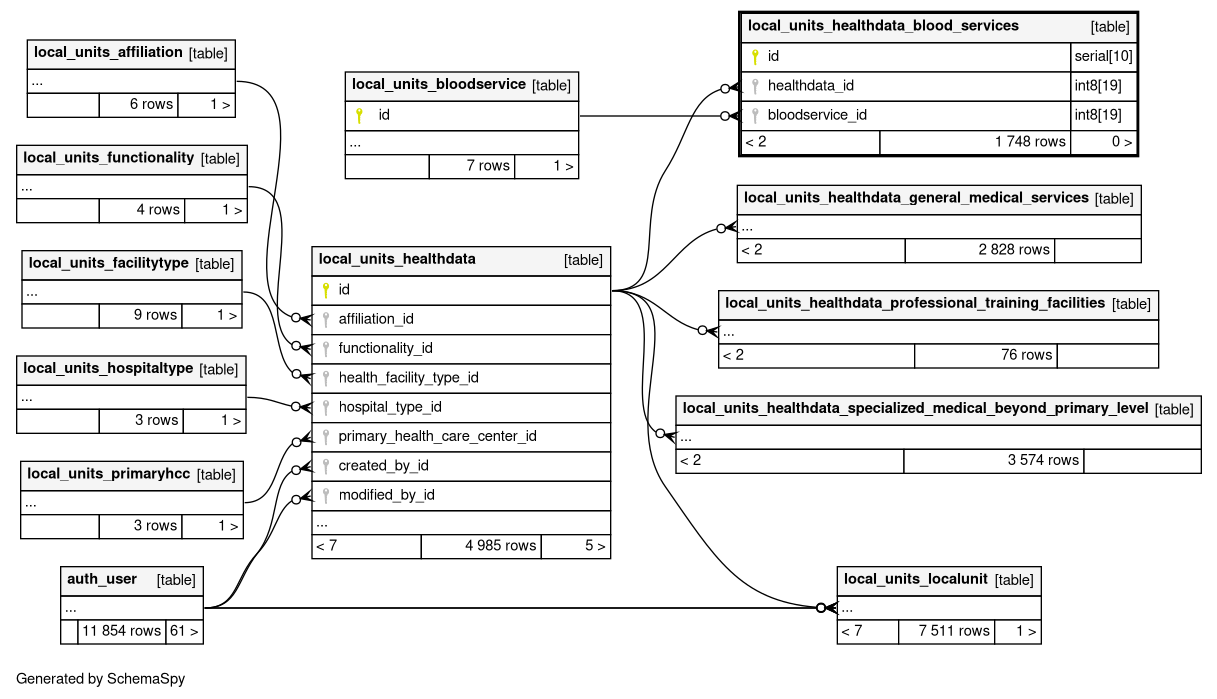 local_units_affiliation [table]
...
6 rows 1 >
local_units_functionality [table]
...
4 rows 1 >
local_units_facilitytype [table]
...
9 rows 1 >
local_units_hospitaltype [table]
...
3 rows 1 >
local_units_primaryhcc [table]
...
3 rows 1 >
auth_user [table]
...
11 854 rows 61 >
local_units_bloodservice [table]
id
...
7 rows 1 >
local_units_healthdata [table]
id
affiliation_id
functionality_id
health_facility_type_id
hospital_type_id
primary_health_care_center_id
created_by_id
modified_by_id
...
< 7 4 985 rows 5 >
local_units_healthdata_blood_services [table]
id serial[10]
healthdata_id int8[19]
bloodservice_id int8[19]
< 2 1 748 rows 0 >
local_units_healthdata_general_medical_services [table]
...
< 2 2 828 rows
local_units_healthdata_professional_training_facilities [table]
...
< 2 76 rows
local_units_healthdata_specialized_medical_beyond_primary_level [table]
...
< 2 3 574 rows
local_units_localunit [table]
...
< 7 7 511 rows 1 >
Generated by SchemaSpy